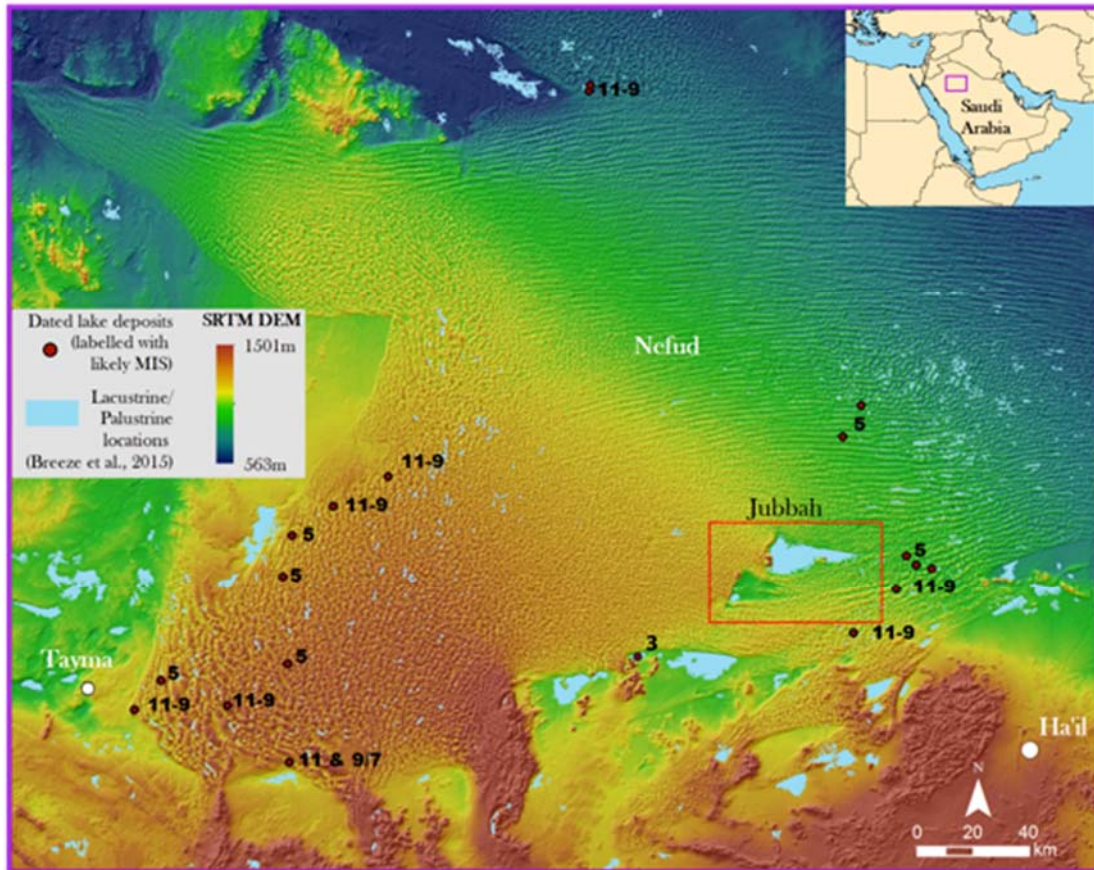 11-9
Saudi
Arabia
Dated lake deposits
(labelled with
likely MIS)
Lacustrine/
Palustrine
locations
(Breeze et al., 2015)
SRTM DEM
1501m
563m
Nefud
5
11-9
11-9
5
5
Jubbah
5
11-9
11-9
3
Tayma
5
5
11-9
11-9
11 & 9/7
Ha'il
N
0 20 40
km